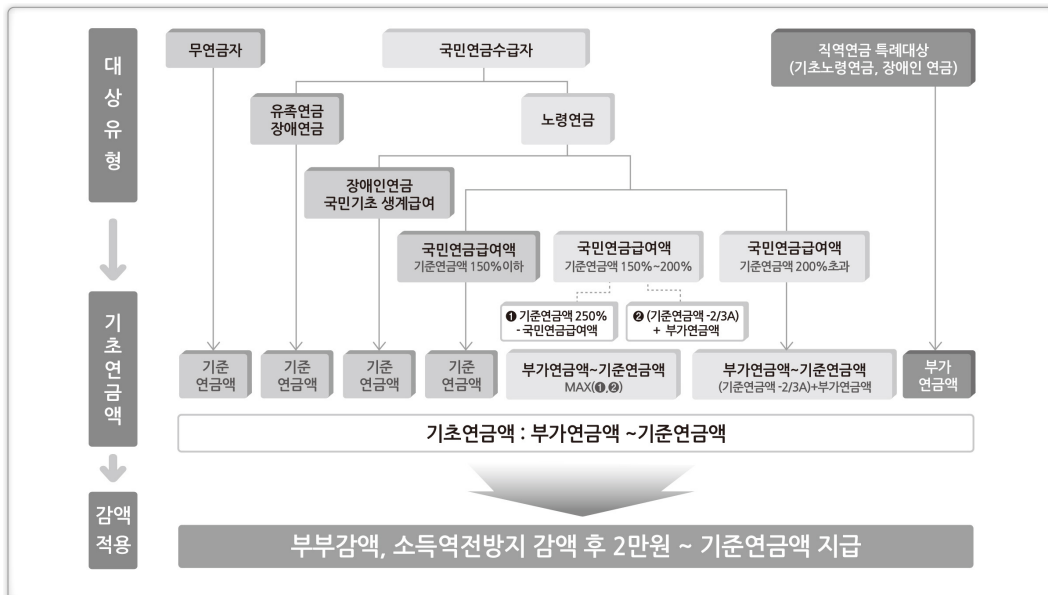 대상유형
무연금자
국민연금수급자
직역연금 특례대상
(기초노령연금, 장애인 연금)
유족연금
장애연금
노령연금
장애인연금
국민기초 생계급여
국민연금급여액
기준연금액 150%이하
국민연금급여액
기준연금액 150%~200%
국민연금급여액
기준연금액 200%초과
❶ 기준연금액 250%
- 국민연금급여액
❷ (기준연금액 -2/3A)
+ 부가연금액
기초연금액
기준
연금액
기준
연금액
기준
연금액
기준
연금액
부가연금액~기준연금액
MAX(❶,❷)
부가연금액~기준연금액
(기준연금액 -2/3A)+부가연금액
부가
연금액
기초연금액 : 부가연금액 ~기준연금액
감액
적용
부부감액, 소득역전방지 감액 후 2만원 ~ 기준연금액 지급